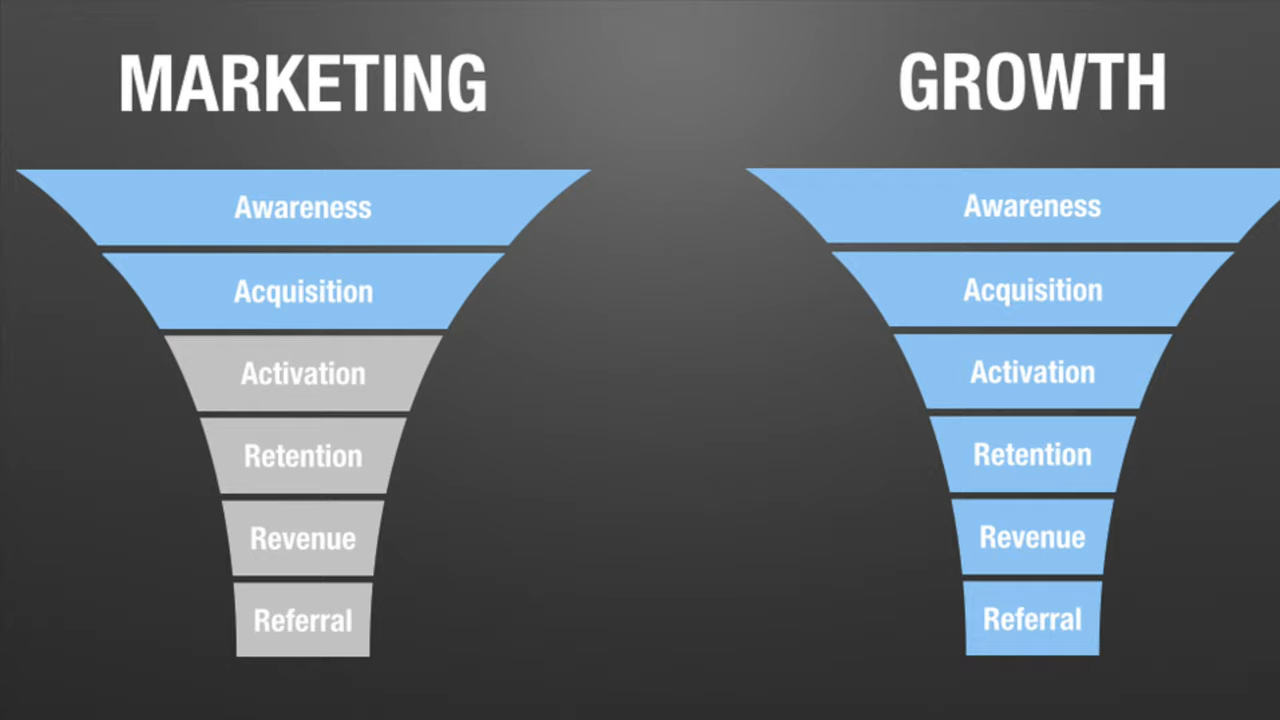 MARKETING
Awareness
Acquisition
Activation
Retention
Revenue
Referral
GROWTH
Awareness
Acquisition
Activation
Retention
Revenue
Referral